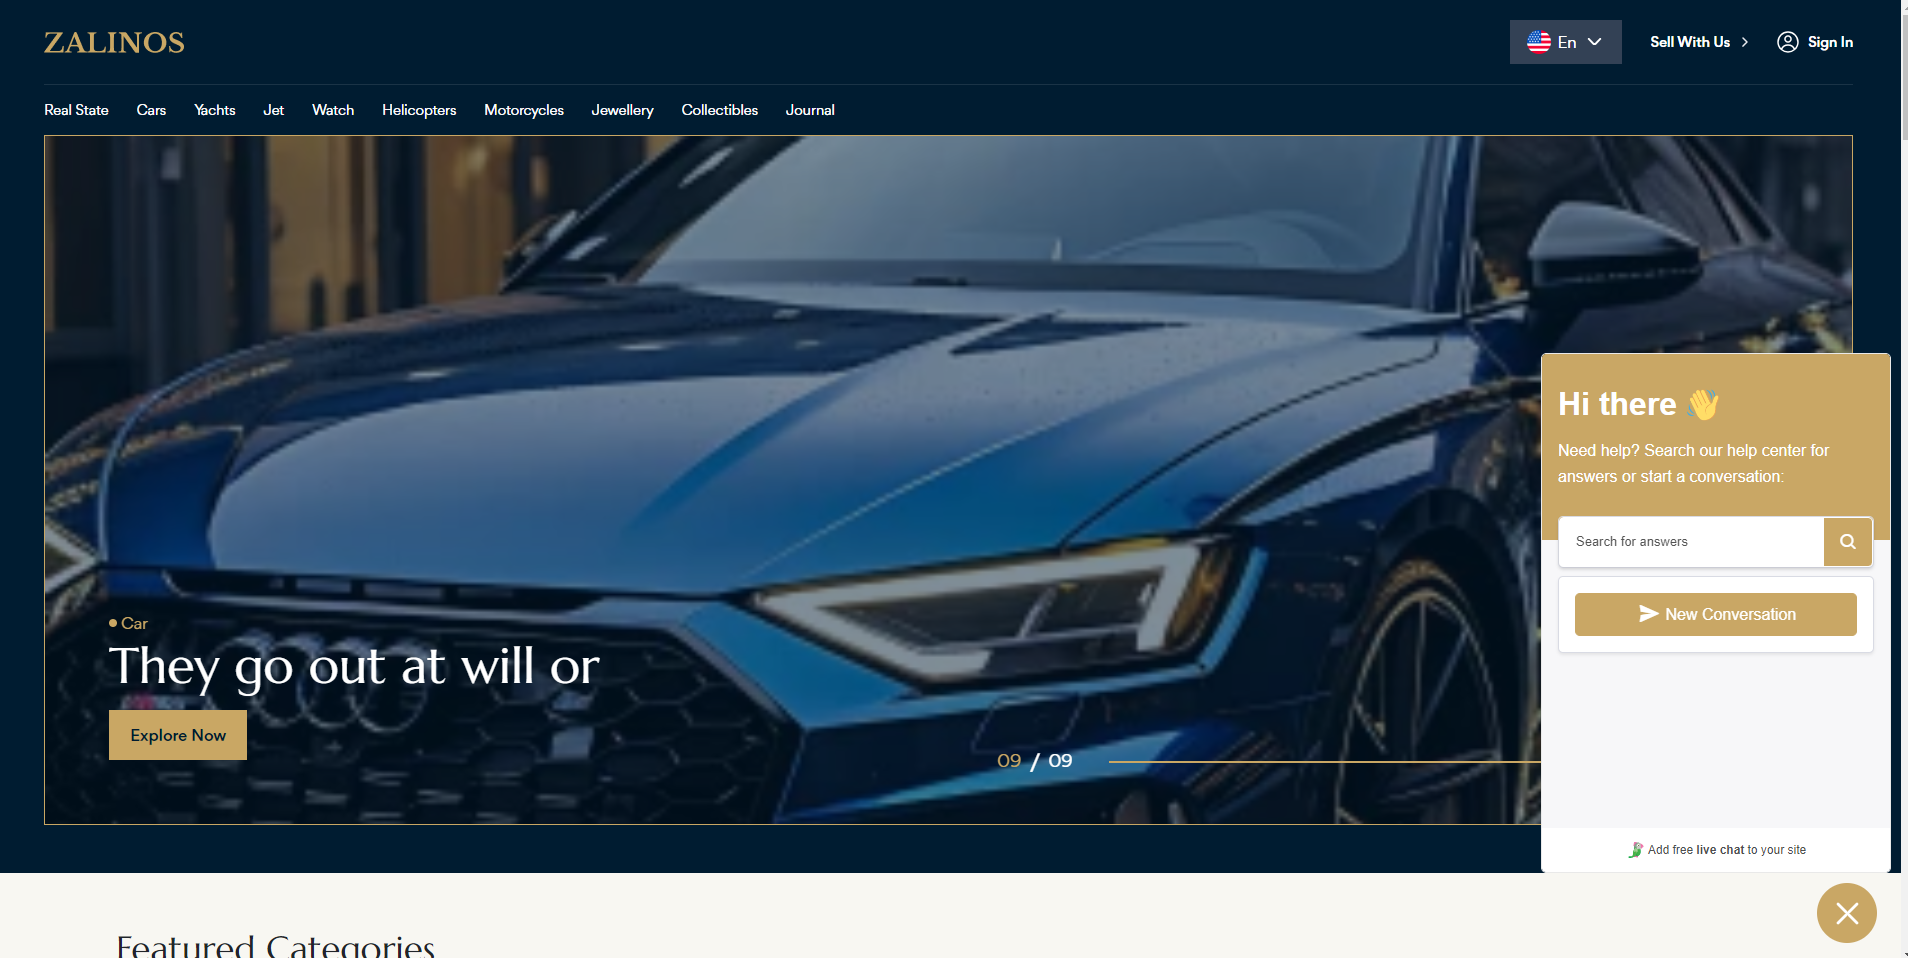 ZALINOS
En
Sell With Us
Sign In
Real State Cars Yachts Jet Watch Helicopters Motorcycles Jewellery Collectibles Journal
Hi there 👋
Need help? Search our help center for
answers or start a conversation:
Search for answers
New Conversation
Car
They go out at will or
Explore Now
09 / 09
Add free live chat to your site
Featured Categories